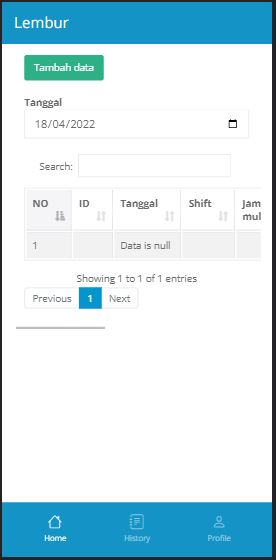 Lembur
Tambah data
Tanggal
18/04/2022
Search:
NO ID Tanggal Shift Jam
mul
1 Data is null
Showing 1 to 1 of 1 entries
Previous 1 Next
Home History Profile